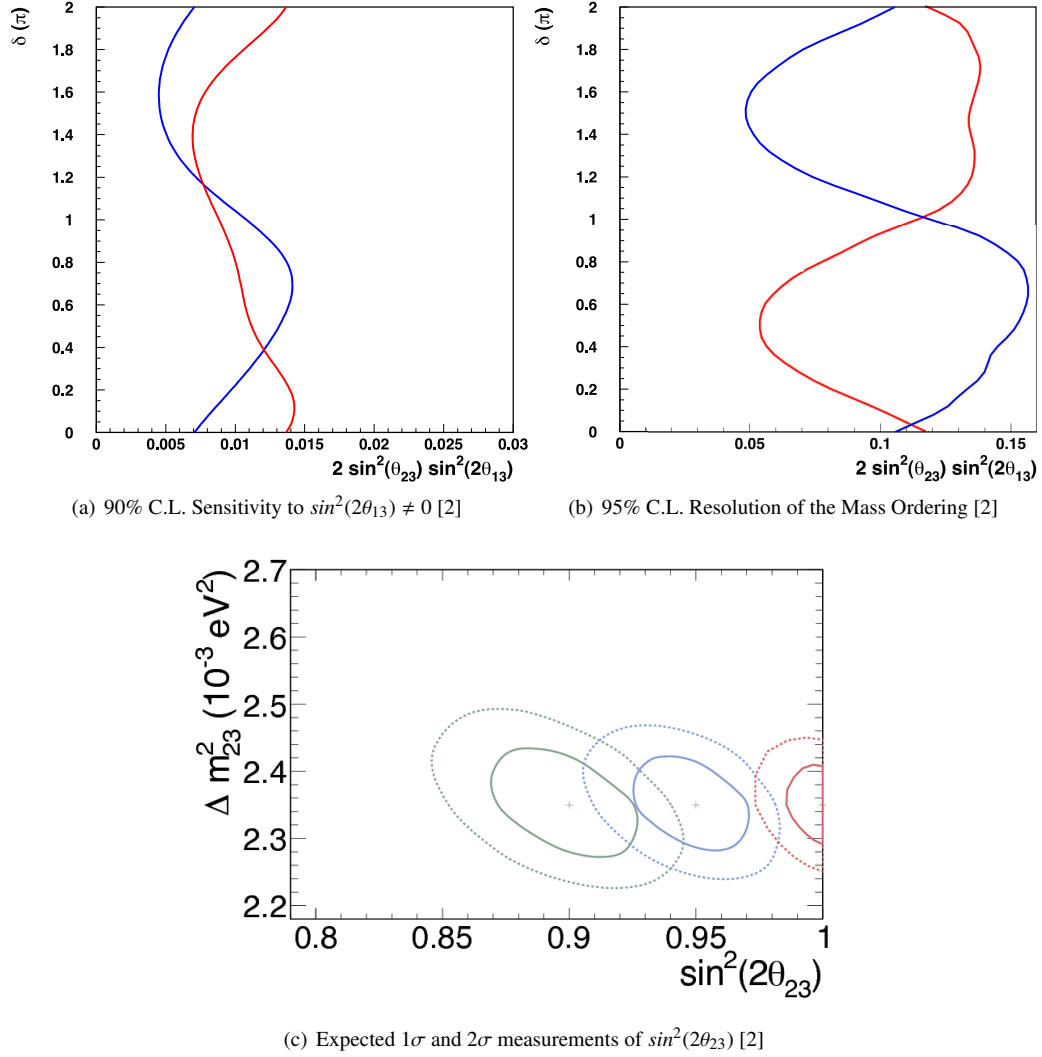 δ (π)
2
1.8
1.6
1.4
1.2
1
0.8
0.6
0.4
0.2
0
0 0.005 0.01 0.015 0.02 0.025 0.03
2 sin²(θ₂₃) sin²(2θ₁₃)
(a) 90% C.L. Sensitivity to sin²(2θ₁₃) ≠ 0 [2]
δ (π)
2
1.8
1.6
1.4
1.2
1
0.8
0.6
0.4
0.2
0
0 0.05 0.1 0.15
2 sin²(θ₂₃) sin²(2θ₁₃)
(b) 95% C.L. Resolution of the Mass Ordering [2]
Δ m²₂₃ (10⁻³ eV²)
2.7
2.6
2.5
2.4
2.3
2.2
0.8 0.85 0.9 0.95 1
sin²(2θ₂₃)
(c) Expected 1σ and 2σ measurements of sin²(2θ₂₃) [2]